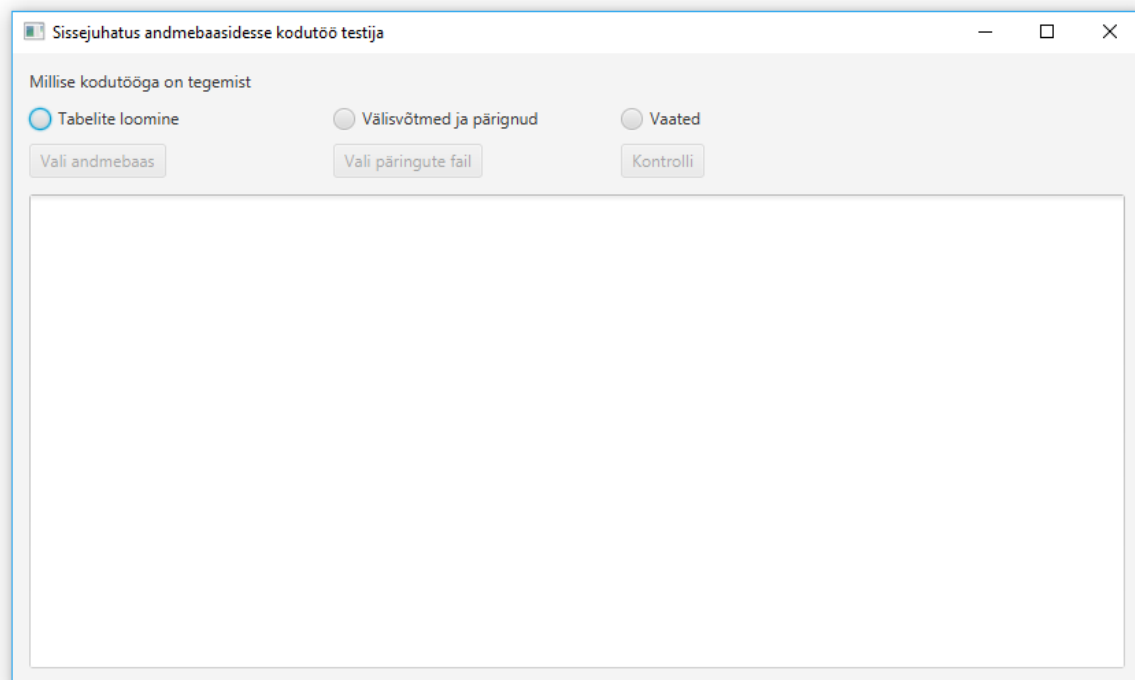 Sissejuhatus andmebaasidesse kodutöö testija
Millise kodutööga on tegemist
Tabelite loomine Välisvõtmed ja pärignud Vaated
Vali andmebaas Vali päringute fail Kontrolli